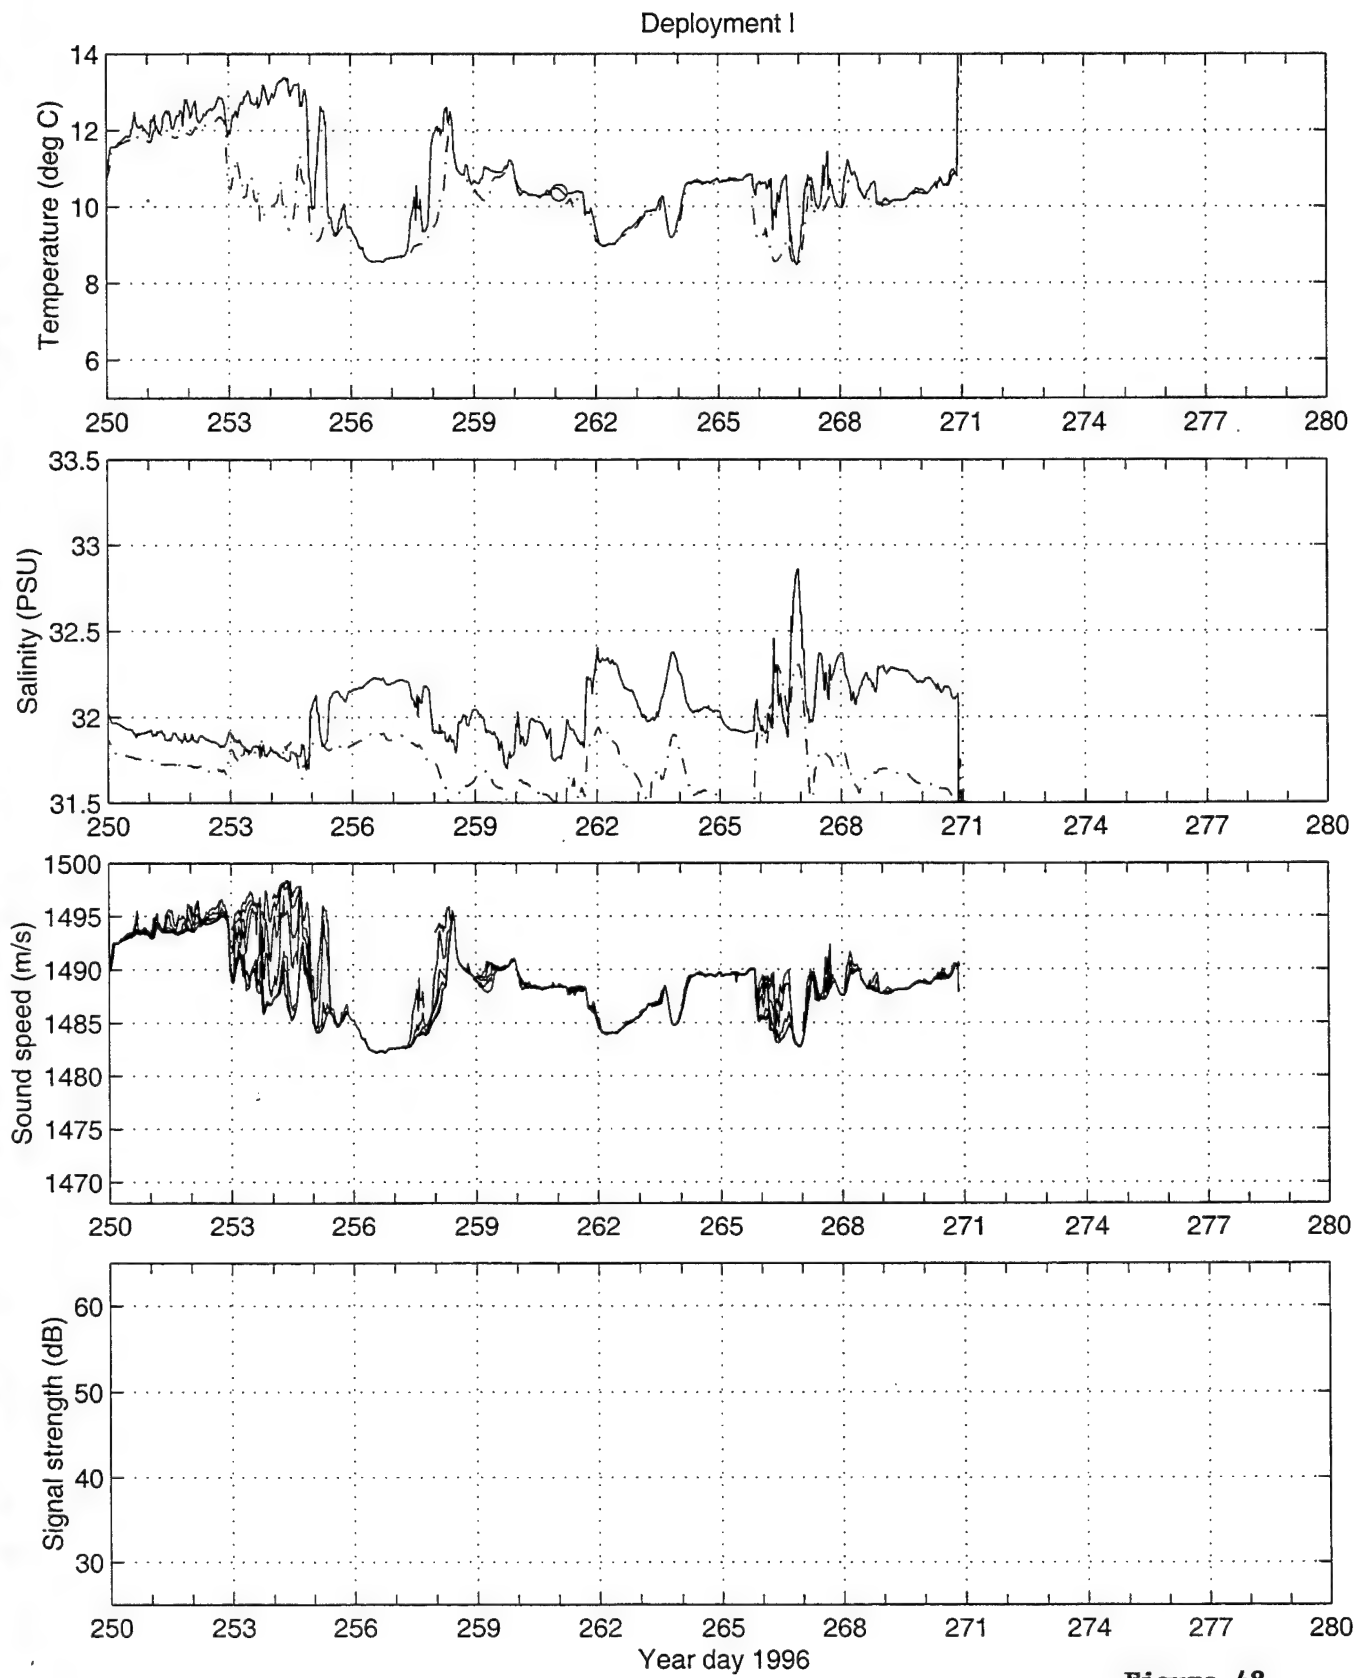 Deployment I
Temperature (deg C)
14
12
10
8
6
250 253 256 259 262 265 268 271 274 277 280
Salinity (PSU)
33.5
33
32.5
32
31.5
250 253 256 259 262 265 268 271 274 277 280
Sound speed (m/s)
1500
1495
1490
1485
1480
1475
1470
250 253 256 259 262 265 268 271 274 277 280
Signal strength (dB)
60
50
40
30
250 253 256 259 262 265 268 271 274 277 280
Year day 1996